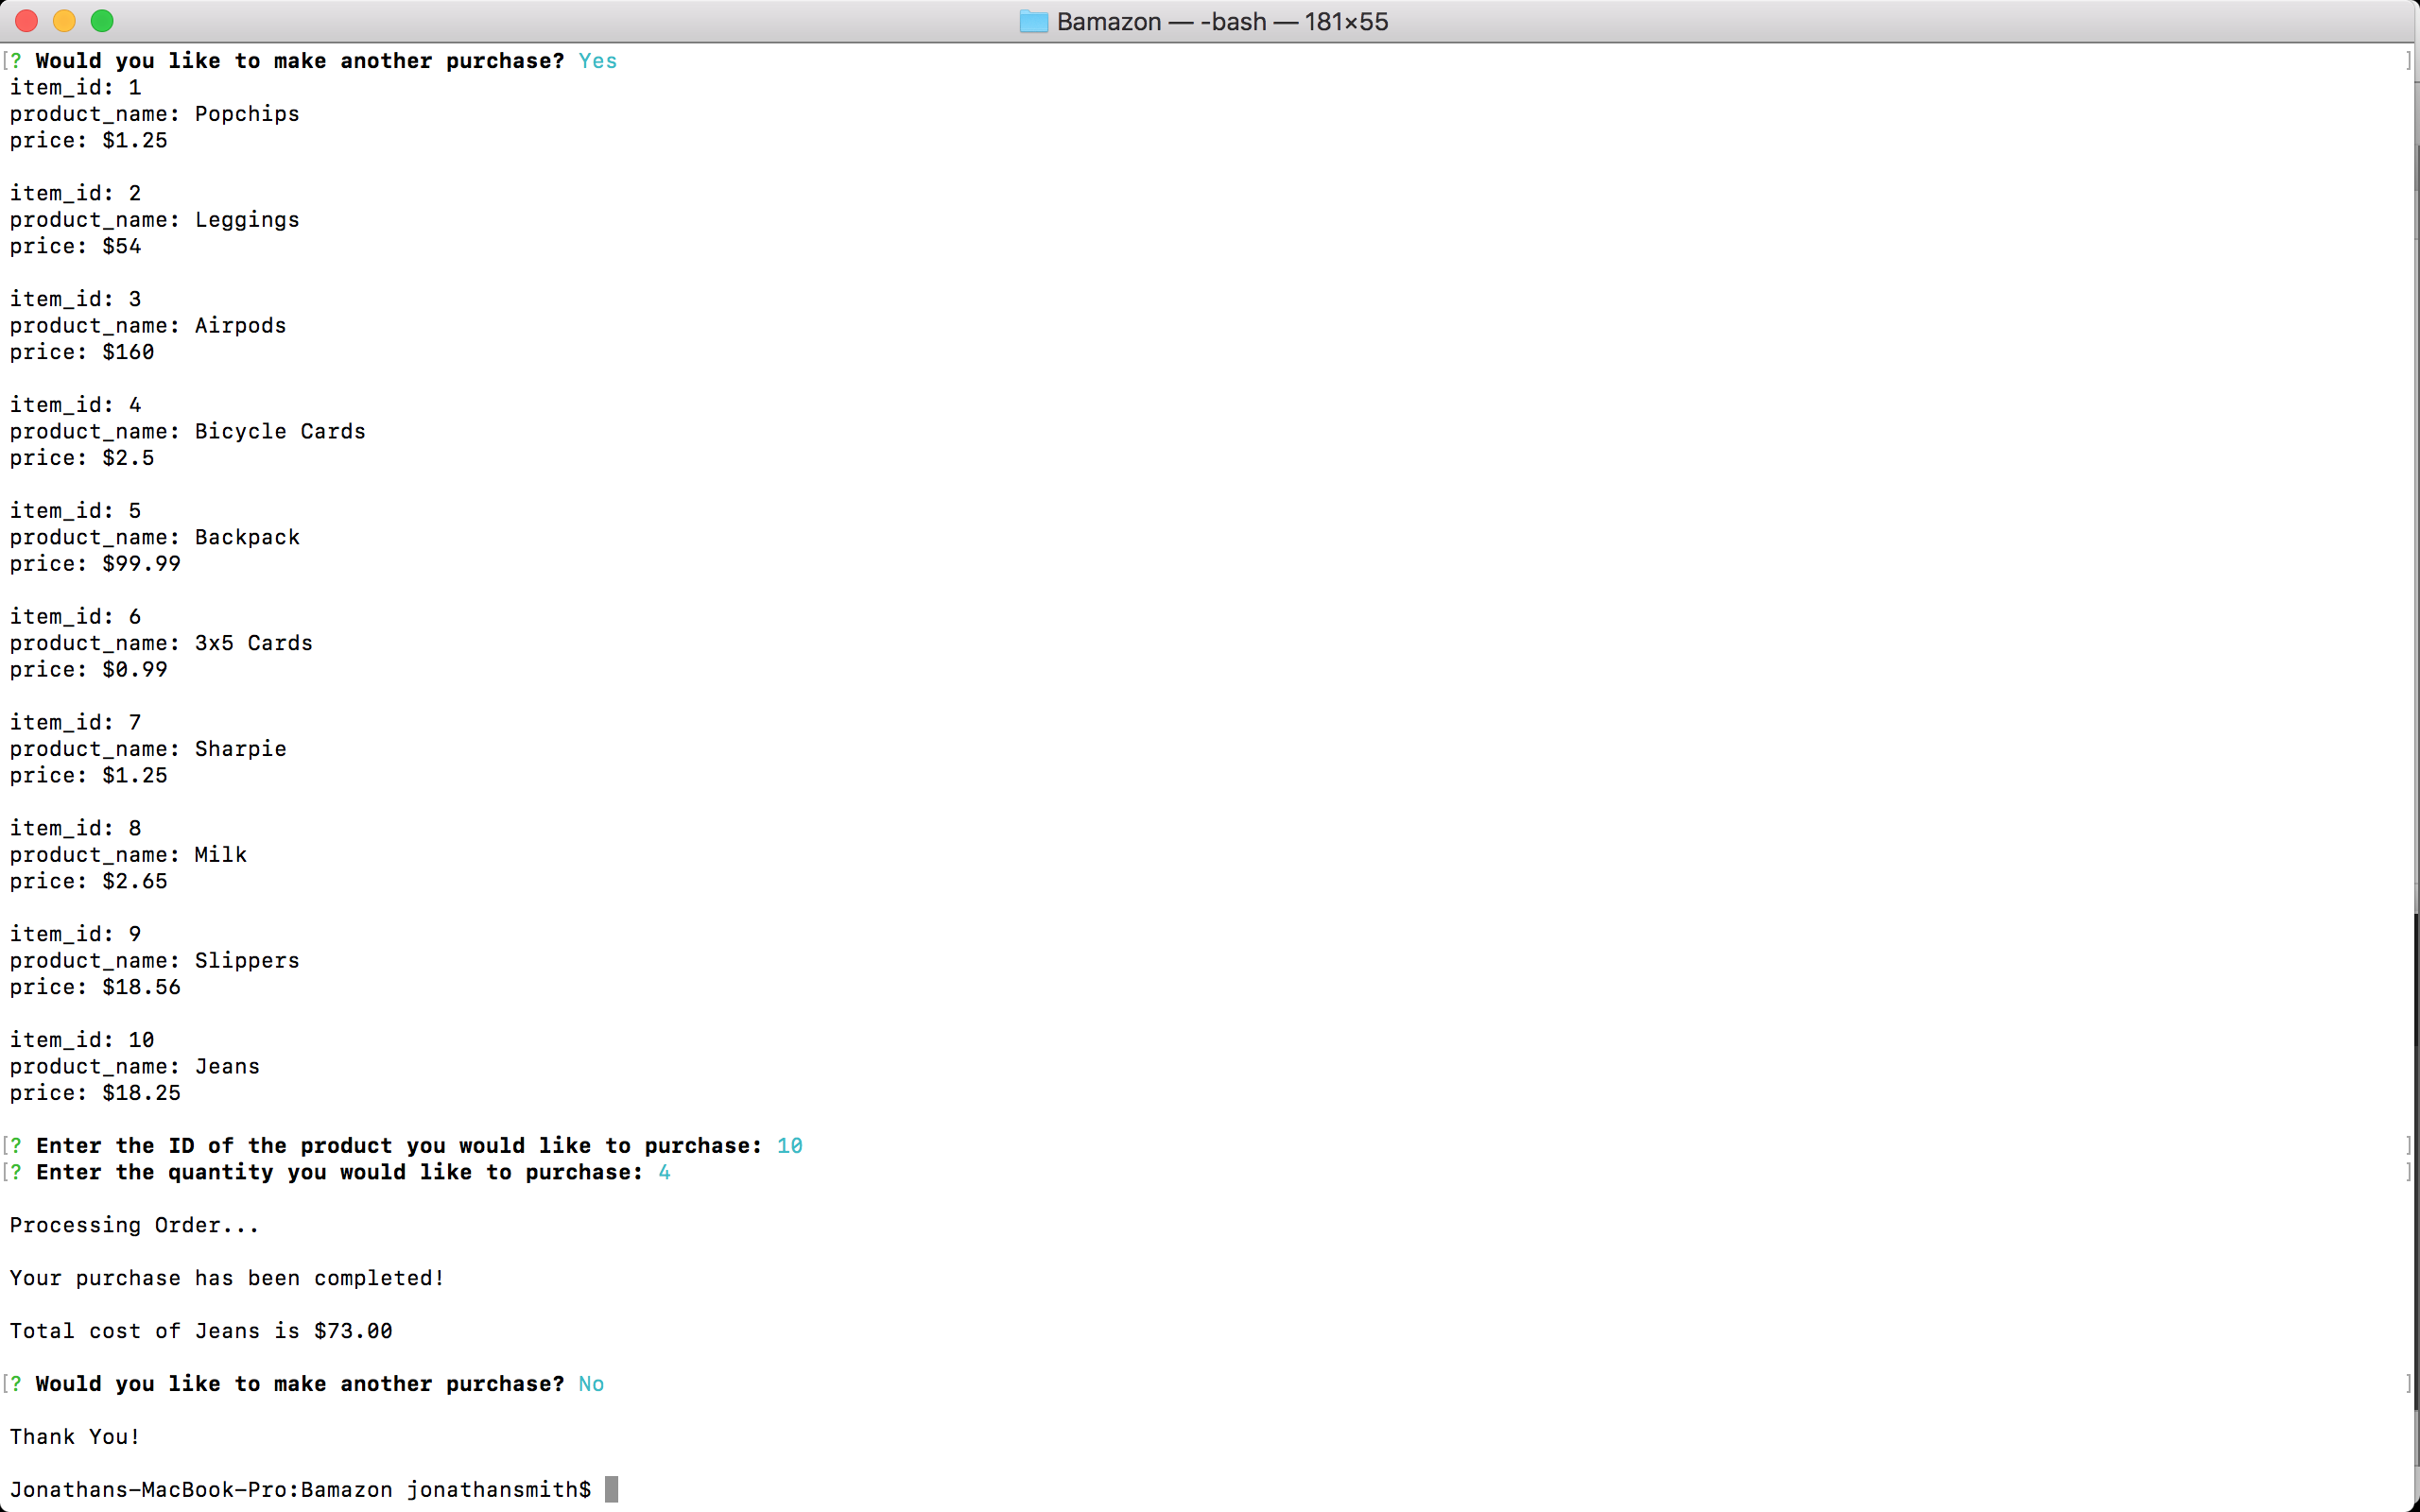 Bamazon — -bash — 181×55
[? Would you like to make another purchase? Yes ]
item_id: 1
product_name: Popchips
price: $1.25
item_id: 2
product_name: Leggings
price: $54
item_id: 3
product_name: Airpods
price: $160
item_id: 4
product_name: Bicycle Cards
price: $2.5
item_id: 5
product_name: Backpack
price: $99.99
item_id: 6
product_name: 3x5 Cards
price: $0.99
item_id: 7
product_name: Sharpie
price: $1.25
item_id: 8
product_name: Milk
price: $2.65
item_id: 9
product_name: Slippers
price: $18.56
item_id: 10
product_name: Jeans
price: $18.25
[? Enter the ID of the product you would like to purchase: 10 ]
[? Enter the quantity you would like to purchase: 4 ]
Processing Order...
Your purchase has been completed!
Total cost of Jeans is $73.00
[? Would you like to make another purchase? No ]
Thank You!
Jonathans-MacBook-Pro:Bamazon jonathansmith$